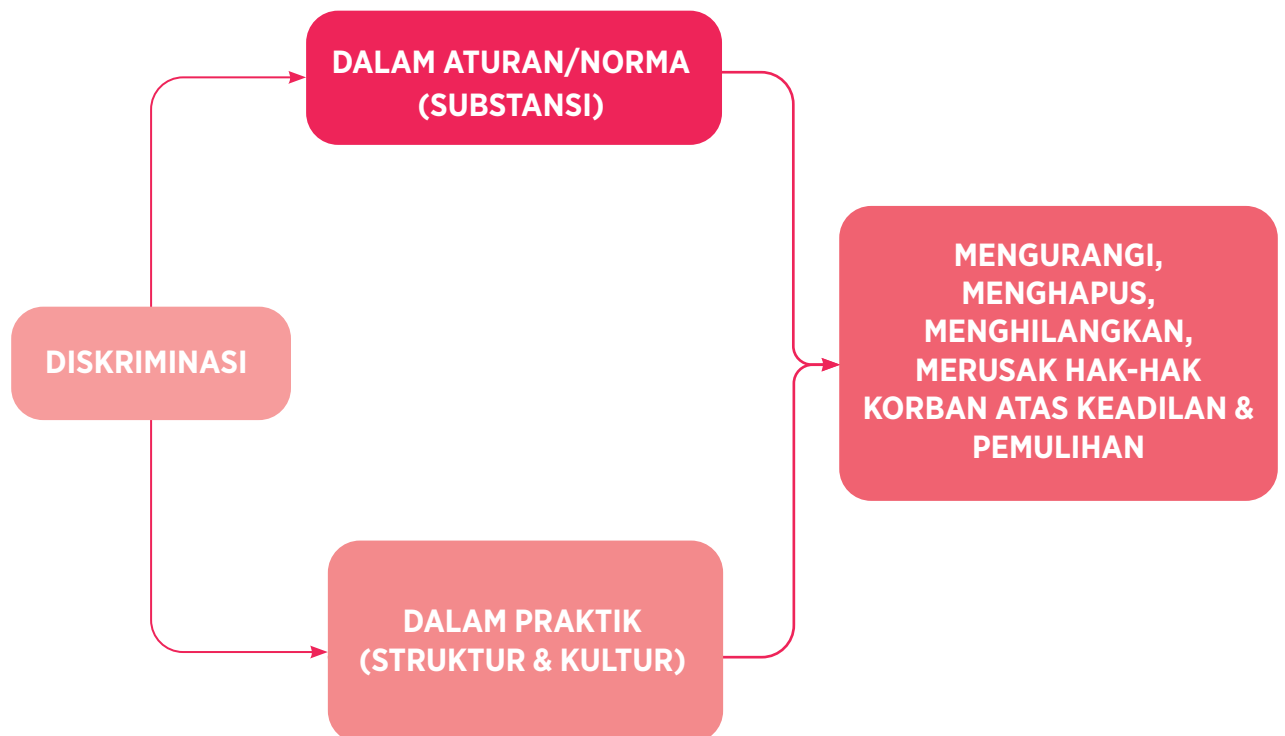 DALAM ATURAN/NORMA
(SUBSTANSI)
DISKRIMINASI
MENGURANGI,
MENGHAPUS,
MENGHILANGKAN,
MERUSAK HAK-HAK
KORBAN ATAS KEADILAN &
PEMULIHAN
DALAM PRAKTIK
(STRUKTUR & KULTUR)